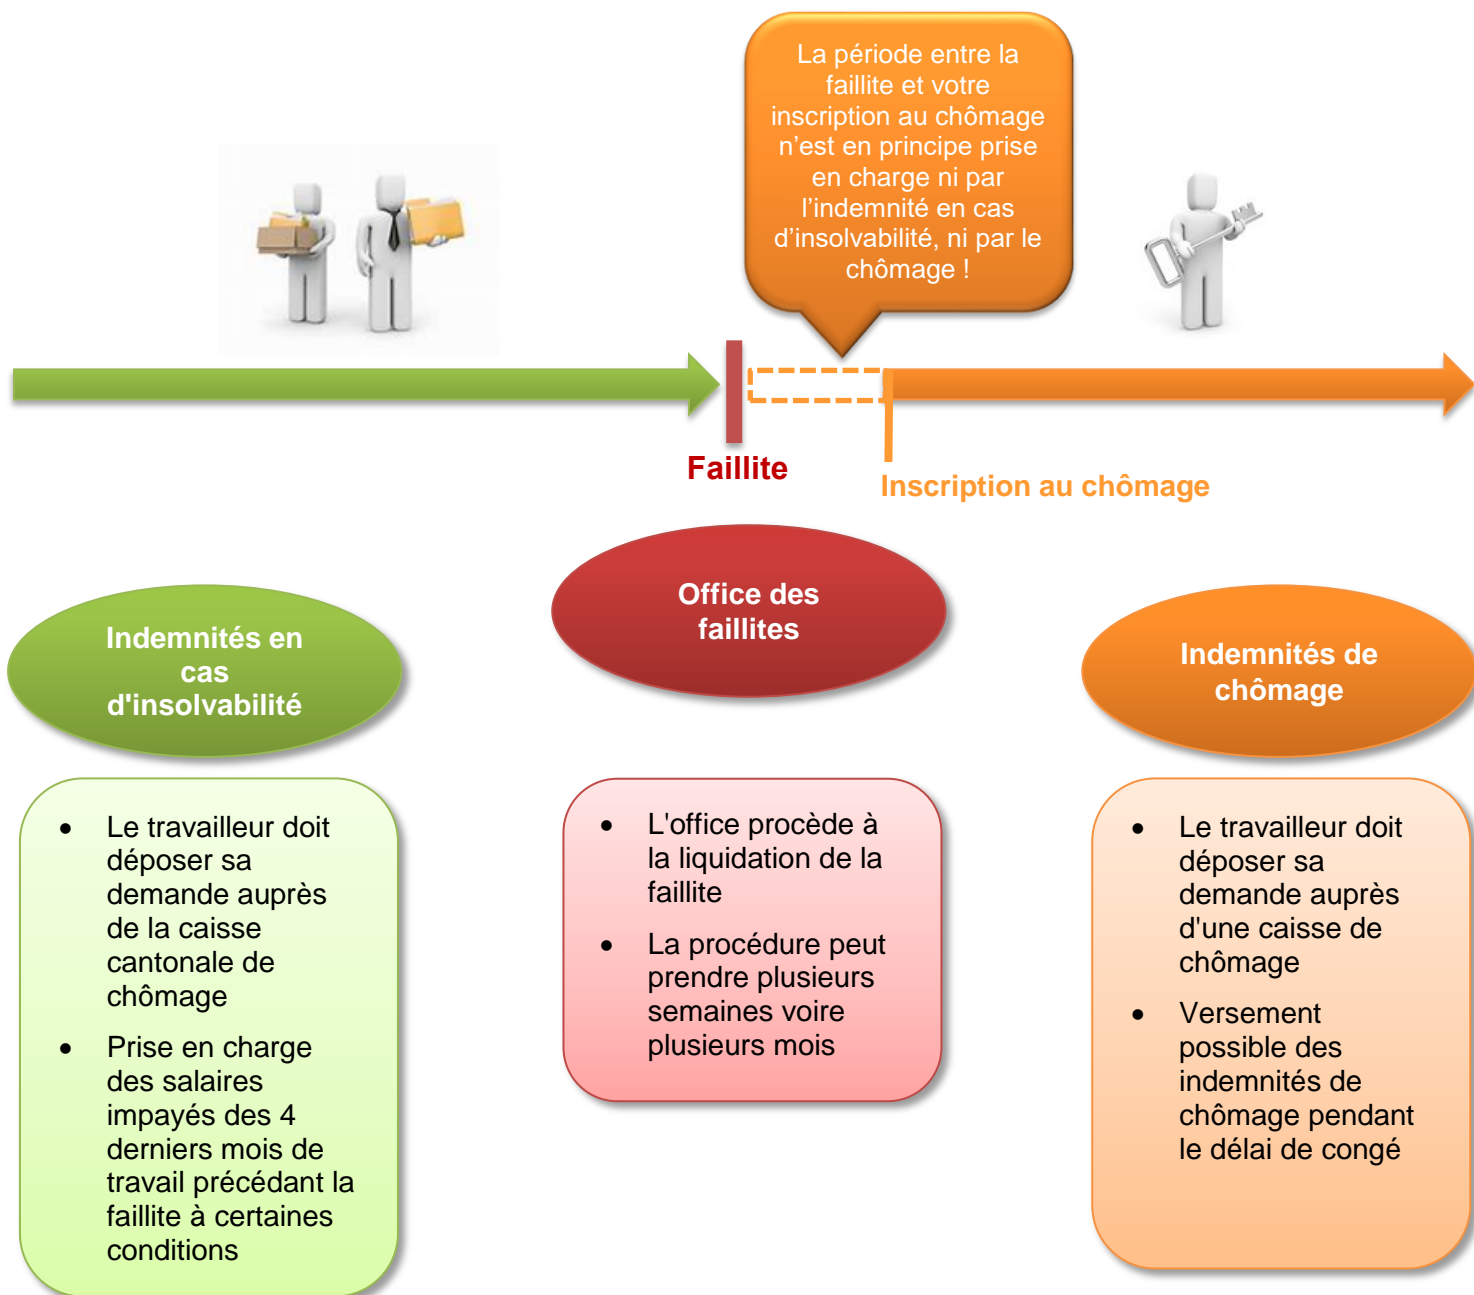 La période entre la
faillite et votre
inscription au chômage
n’est en principe prise
en charge ni par
l’indemnité en cas
d’insolvabilité, ni par le
chômage !
Faillite
Inscription au chômage
Indemnités en
cas
d'insolvabilité
Office des
faillites
Indemnités de
chômage
• Le travailleur doit
déposer sa
demande auprès
de la caisse
cantonale de
chômage
• Prise en charge
des salaires
impayés des 4
derniers mois de
travail précédant la
faillite à certaines
conditions
• L'office procède à
la liquidation de la
faillite
• La procédure peut
prendre plusieurs
semaines voire
plusieurs mois
• Le travailleur doit
déposer sa
demande auprès
d'une caisse de
chômage
• Versement
possible des
indemnités de
chômage pendant
le délai de congé